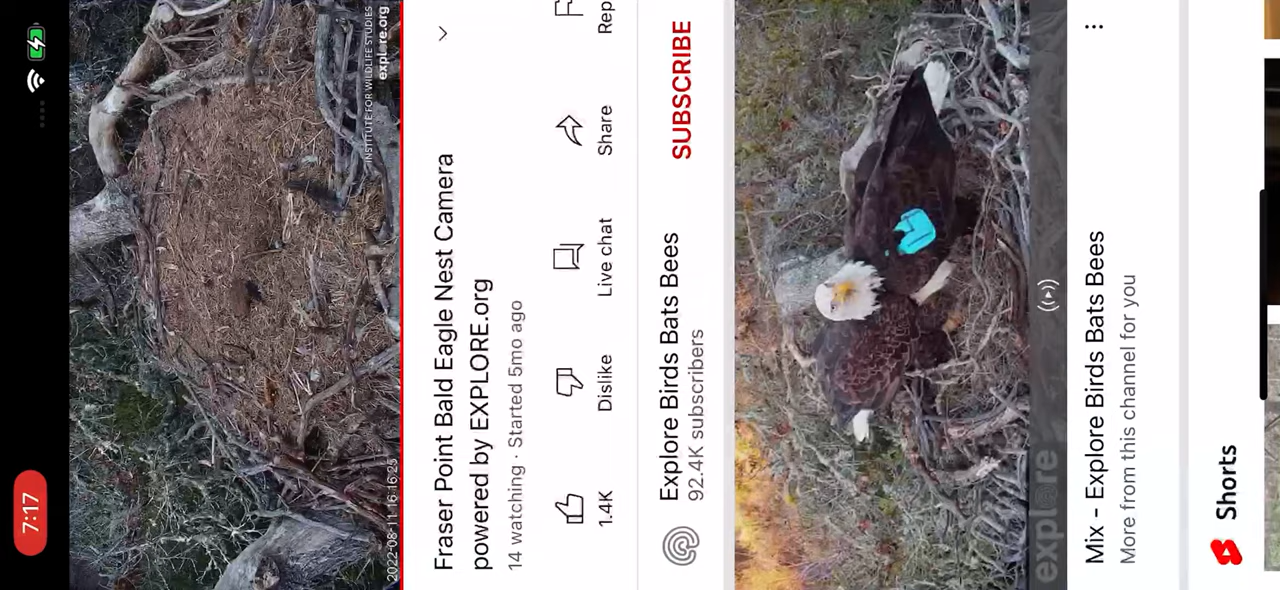 7:17
INSTITUTE FOR WILDLIFE STUDIES
explore.org
2022-08-11 16:16:25
Fraser Point Bald Eagle Nest Camera
powered by EXPLORE.org
14 watching · Started 5mo ago
1.4K
Dislike
Live chat
Share
Rep
Explore Birds Bats Bees
92.4K subscribers
SUBSCRIBE
explore
Mix - Explore Birds Bats Bees
More from this channel for you
Shorts